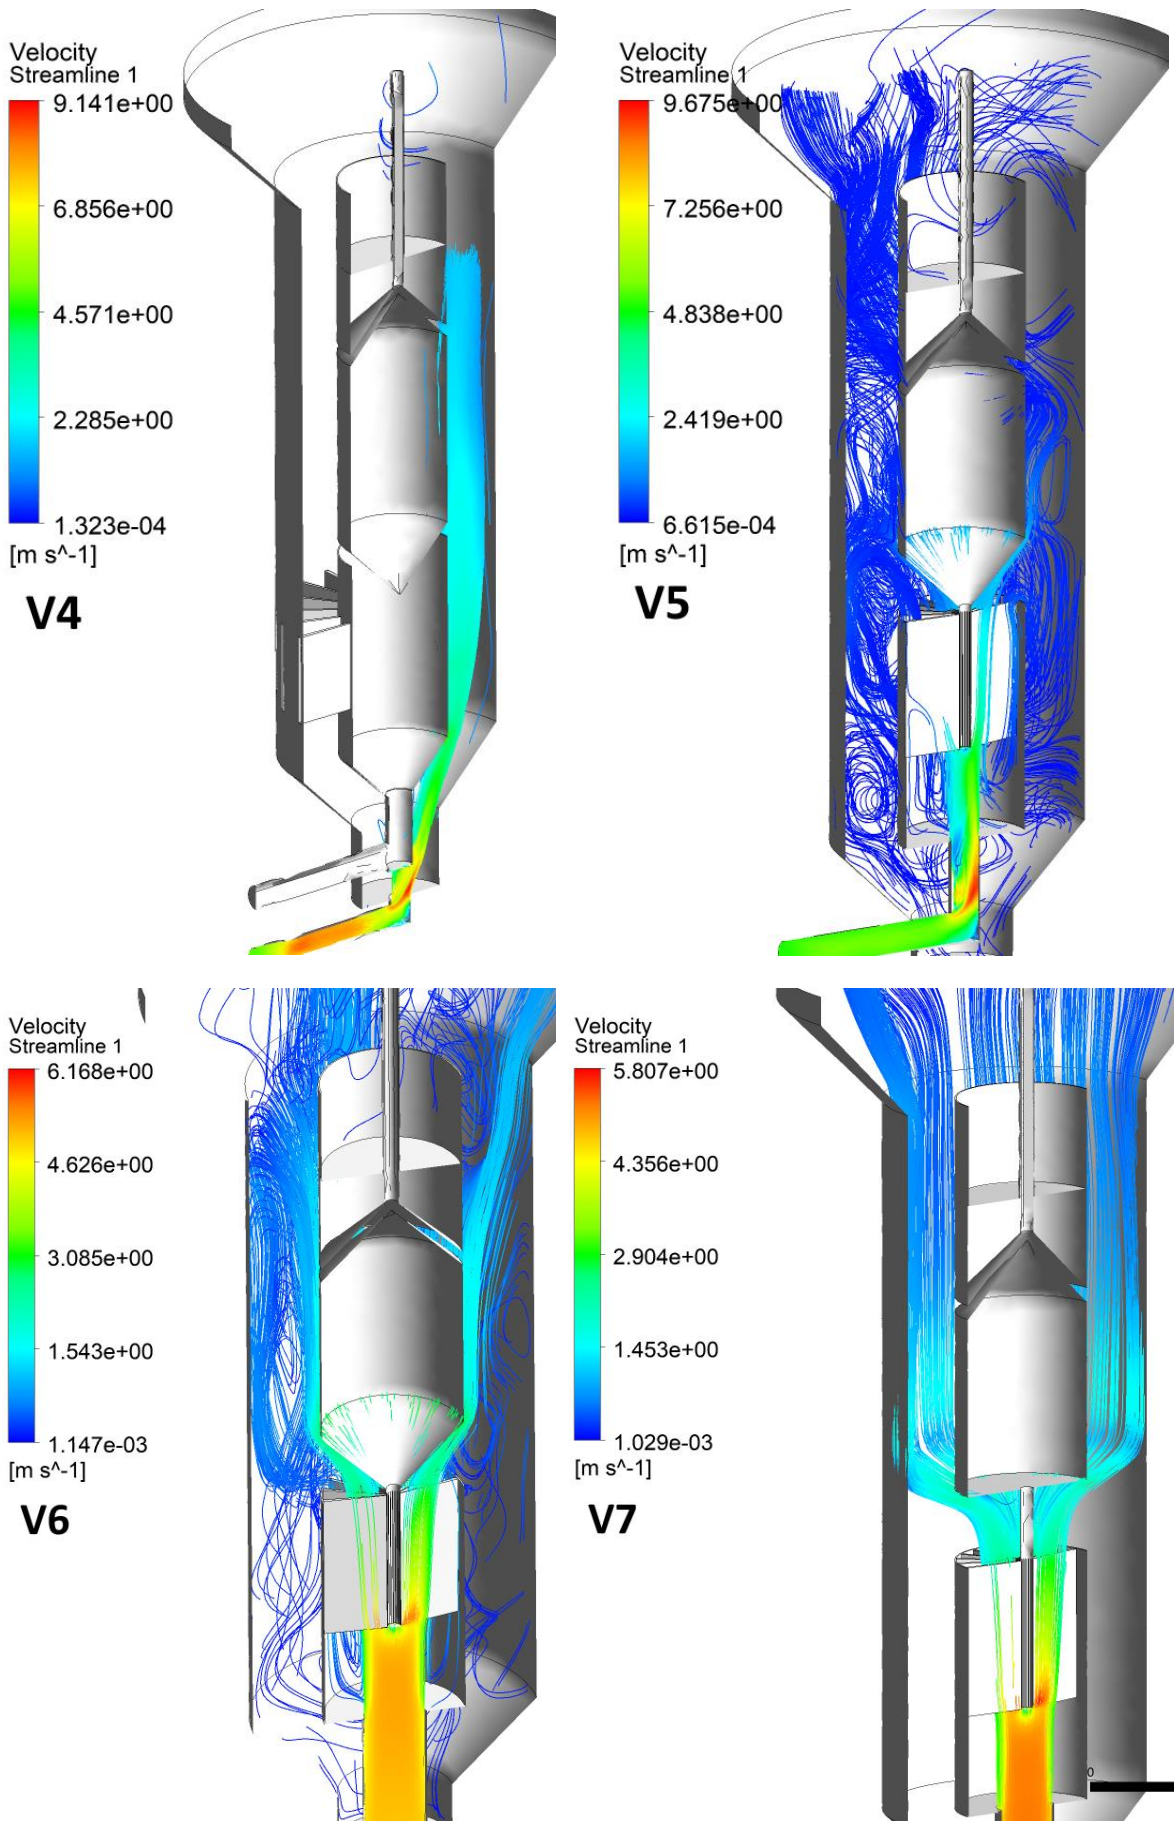 Velocity
Streamline 1
9.141e+00
6.856e+00
4.571e+00
2.285e+00
1.323e-04
[m s^-1]
V4
Velocity
Streamline 1
9.675e+00
7.256e+00
4.838e+00
2.419e+00
6.615e-04
[m s^-1]
V5
Velocity
Streamline 1
6.168e+00
4.626e+00
3.085e+00
1.543e+00
1.147e-03
[m s^-1]
V6
Velocity
Streamline 1
5.807e+00
4.356e+00
2.904e+00
1.453e+00
1.029e-03
[m s^-1]
V7
0